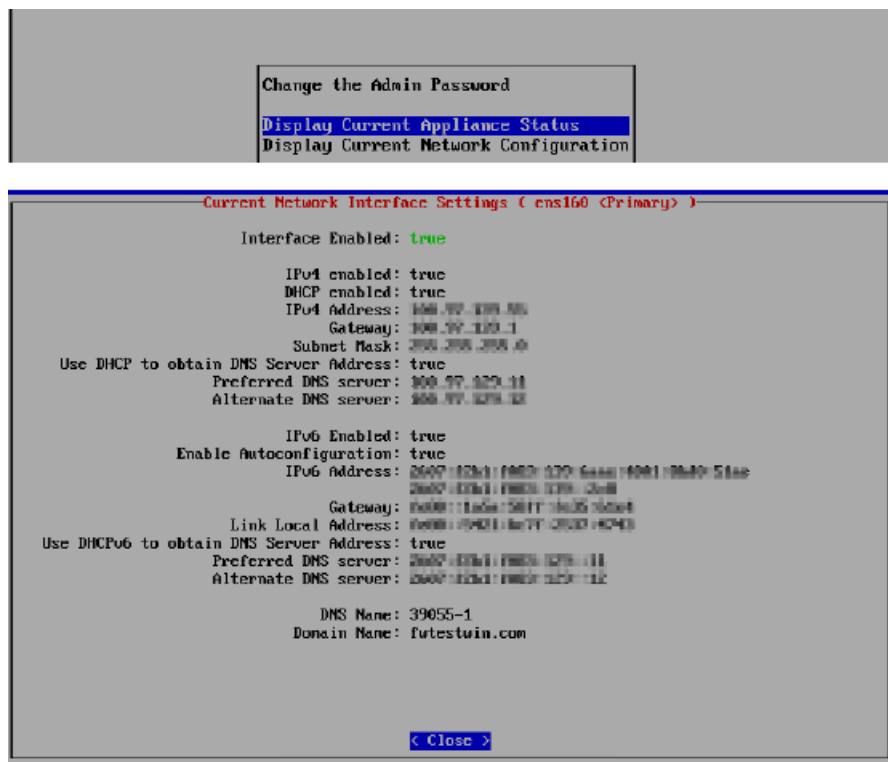 Change the Admin Password
Display Current Appliance Status
Display Current Network Configuration
Current Network Interface Settings ( ens160 <Primary> )
Interface Enabled: true
IPv4 enabled: true
DHCP enabled: true
IPv4 Address:
Gateway:
Subnet Mask:
Use DHCP to obtain DNS Server Address: true
Preferred DNS server:
Alternate DNS server:
IPv6 Enabled: true
Enable Autoconfiguration: true
IPv6 Address:
Gateway:
Link Local Address:
Use DHCPv6 to obtain DNS Server Address: true
Preferred DNS server:
Alternate DNS server:
DNS Name: 39055-1
Domain Name: fwtestwin.com
< Close >